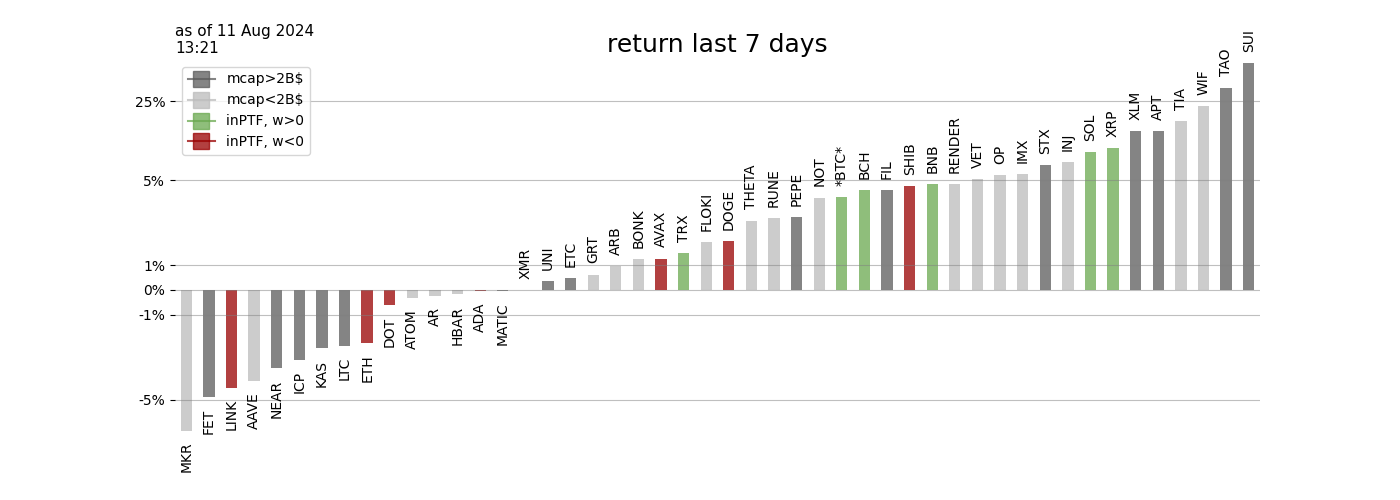 as of 11 Aug 2024
13:21
return last 7 days
mcap>2B$
mcap<2B$
inPTF, w>0
inPTF, w<0
25%
5%
1%
0%
-1%
-5%
MKR
FET
LINK
AAVE
NEAR
ICP
KAS
LTC
ETH
DOT
ATOM
AR
HBAR
ADA
MATIC
XMR
UNI
ETC
GRT
ARB
BONK
AVAX
TRX
FLOKI
DOGE
THETA
RUNE
PEPE
NOT
*BTC*
BCH
FIL
SHIB
BNB
RENDER
VET
OP
IMX
STX
INJ
SOL
XRP
XLM
APT
TIA
WIF
TAO
SUI